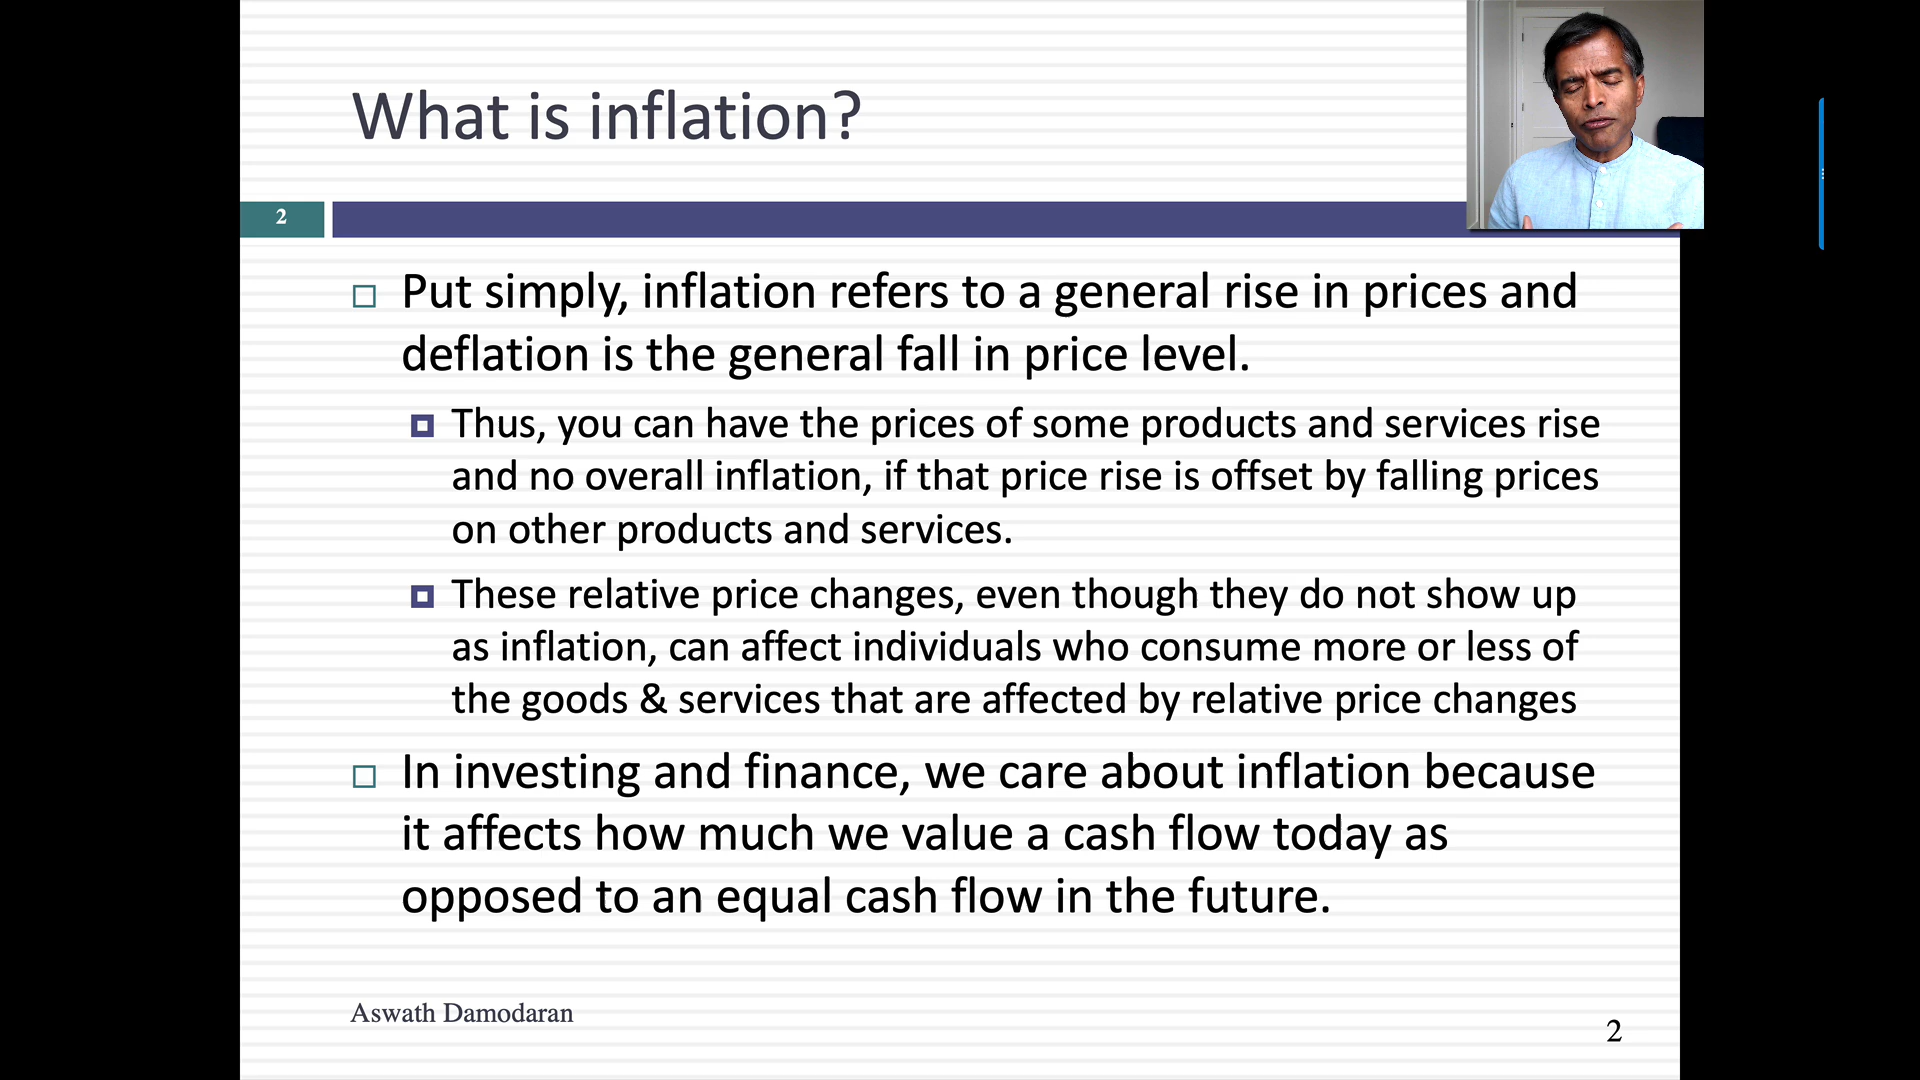 What is inflation?
2
Put simply, inflation refers to a general rise in prices and
deflation is the general fall in price level.
Thus, you can have the prices of some products and services rise
and no overall inflation, if that price rise is offset by falling prices
on other products and services.
These relative price changes, even though they do not show up
as inflation, can affect individuals who consume more or less of
the goods & services that are affected by relative price changes
In investing and finance, we care about inflation because
it affects how much we value a cash flow today as
opposed to an equal cash flow in the future.
Aswath Damodaran
2